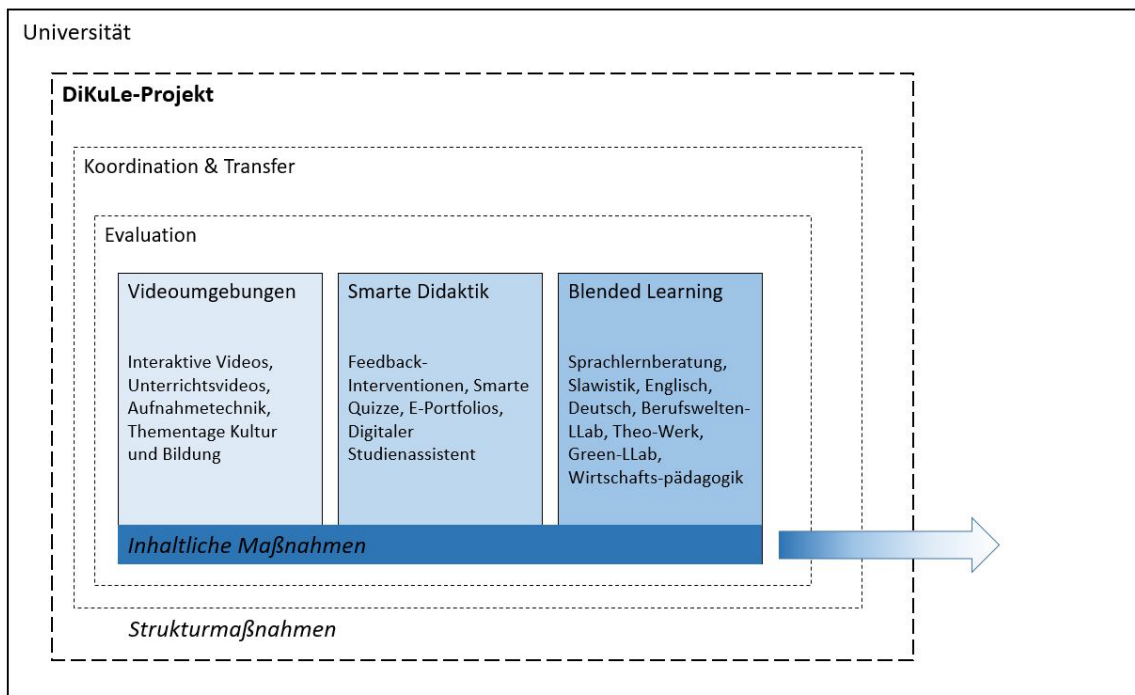 Universität
DiKuLe-Projekt
Koordination & Transfer
Evaluation
Videoumgebungen
Interaktive Videos,
Unterrichtsvideos,
Aufnahmetechnik,
Thementage Kultur
und Bildung
Smarte Didaktik
Feedback-
Interventionen, Smarte
Quizze, E-Portfolios,
Digitaler
Studienassistent
Blended Learning
Sprachlernberatung,
Slawistik, Englisch,
Deutsch, Berufswelten-
LLab, Theo-Werk,
Green-LLab,
Wirtschafts-pädagogik
Inhaltliche Maßnahmen
Strukturmaßnahmen